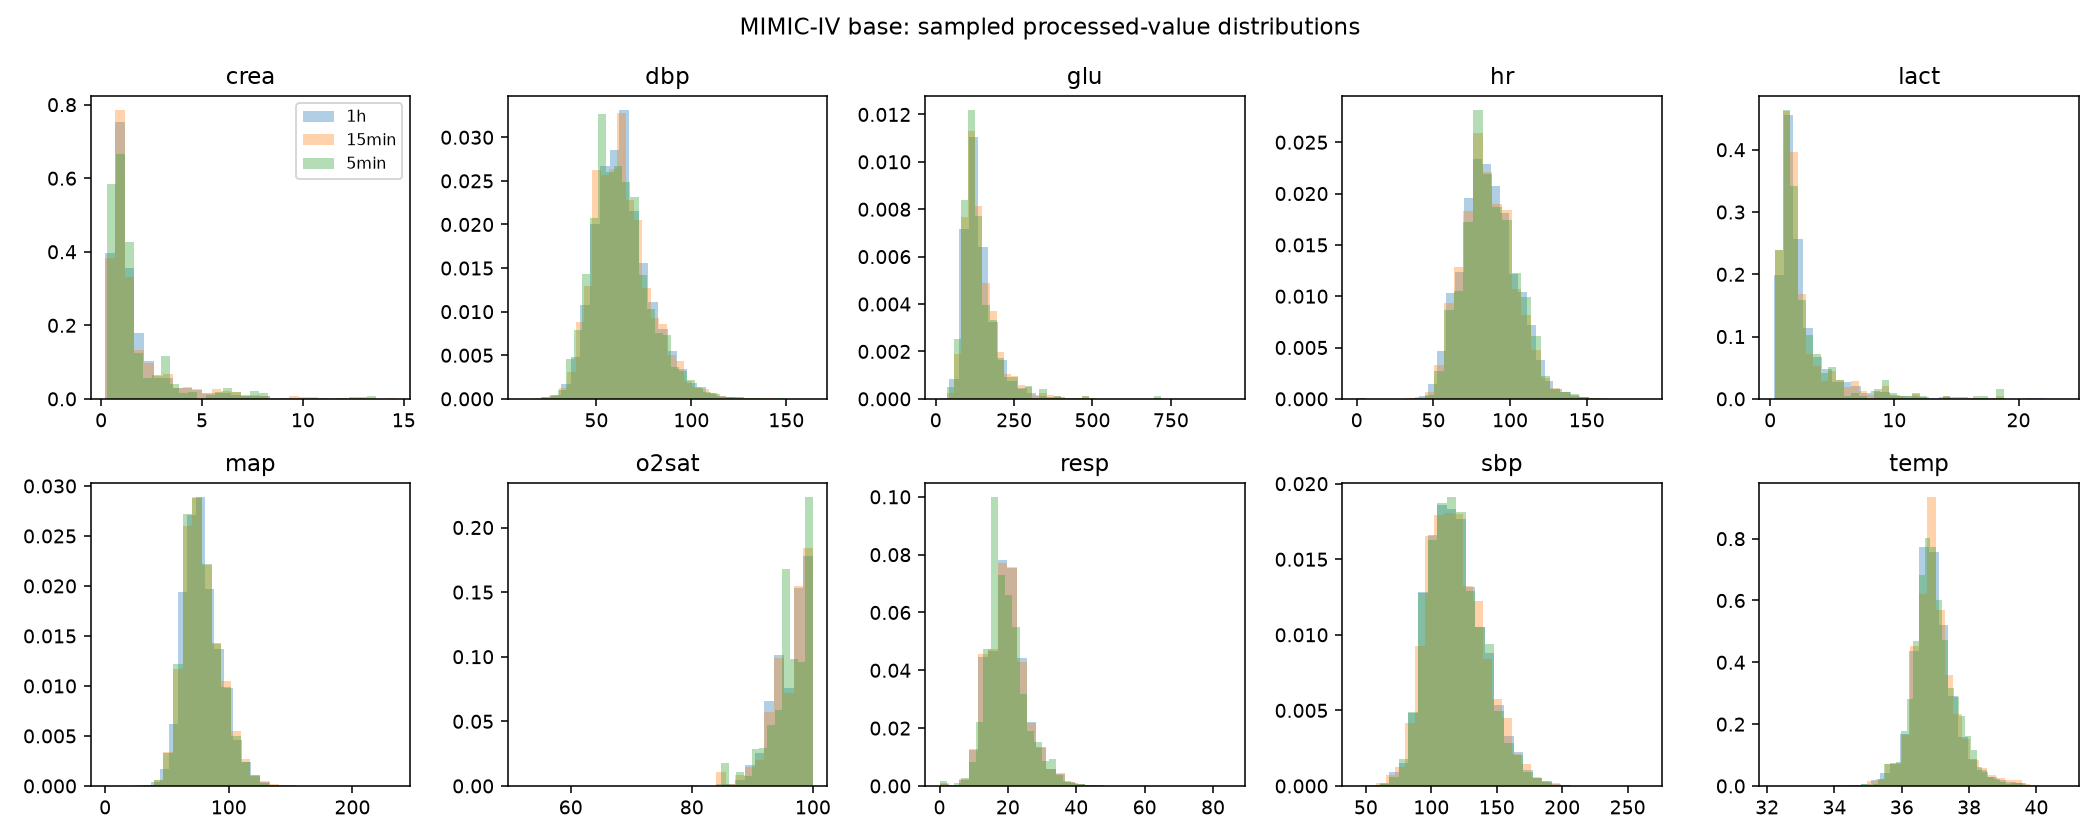 MIMIC-IV base: sampled processed-value distributions
crea
0.8
0.6
0.4
0.2
0.0
0 5 10 15
1h
15min
5min
dbp
0.030
0.025
0.020
0.015
0.010
0.005
0.000
50 100 150
glu
0.012
0.010
0.008
0.006
0.004
0.002
0.000
0 250 500 750
hr
0.025
0.020
0.015
0.010
0.005
0.000
0 50 100 150
lact
0.4
0.3
0.2
0.1
0.0
0 10 20
map
0.030
0.025
0.020
0.015
0.010
0.005
0.000
0 100 200
o2sat
0.20
0.15
0.10
0.05
0.00
60 80 100
resp
0.10
0.08
0.06
0.04
0.02
0.00
0 20 40 60 80
sbp
0.020
0.015
0.010
0.005
0.000
50 100 150 200 250
temp
0.8
0.6
0.4
0.2
0.0
32 34 36 38 40